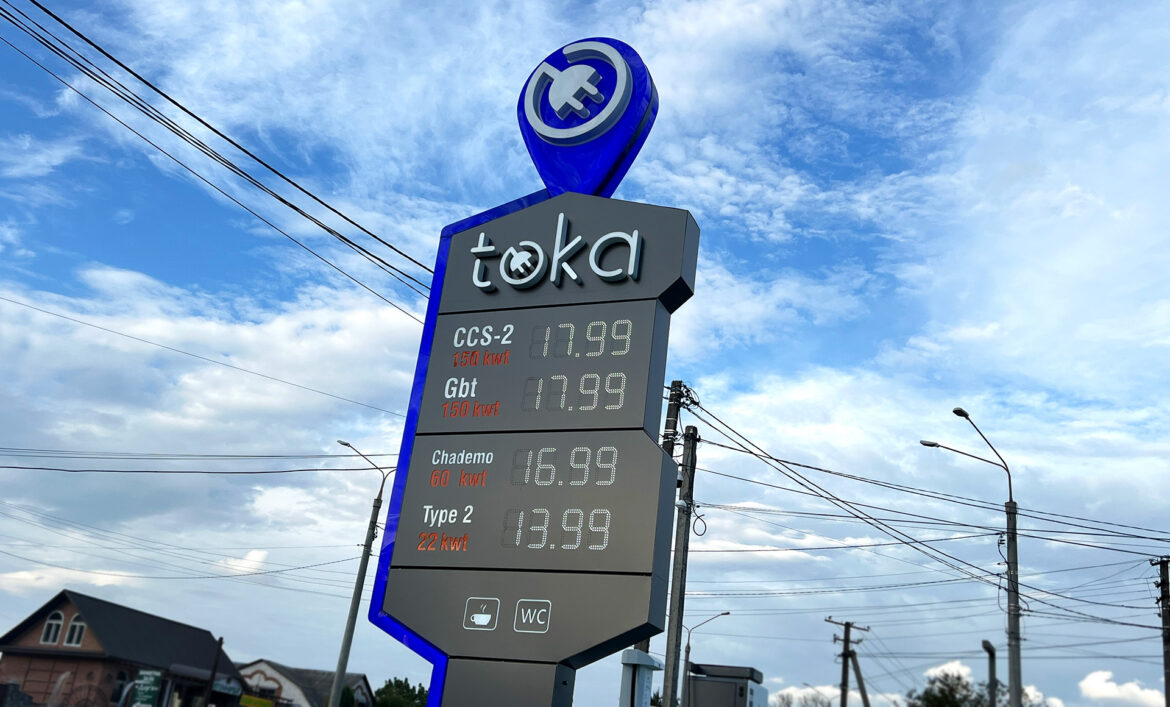 toka
CCS-2 17.99
150 kwt
Gbt 17.99
150 kwt
Chademo 16.99
60 kwt
Type 2 13.99
22 kwt
WC